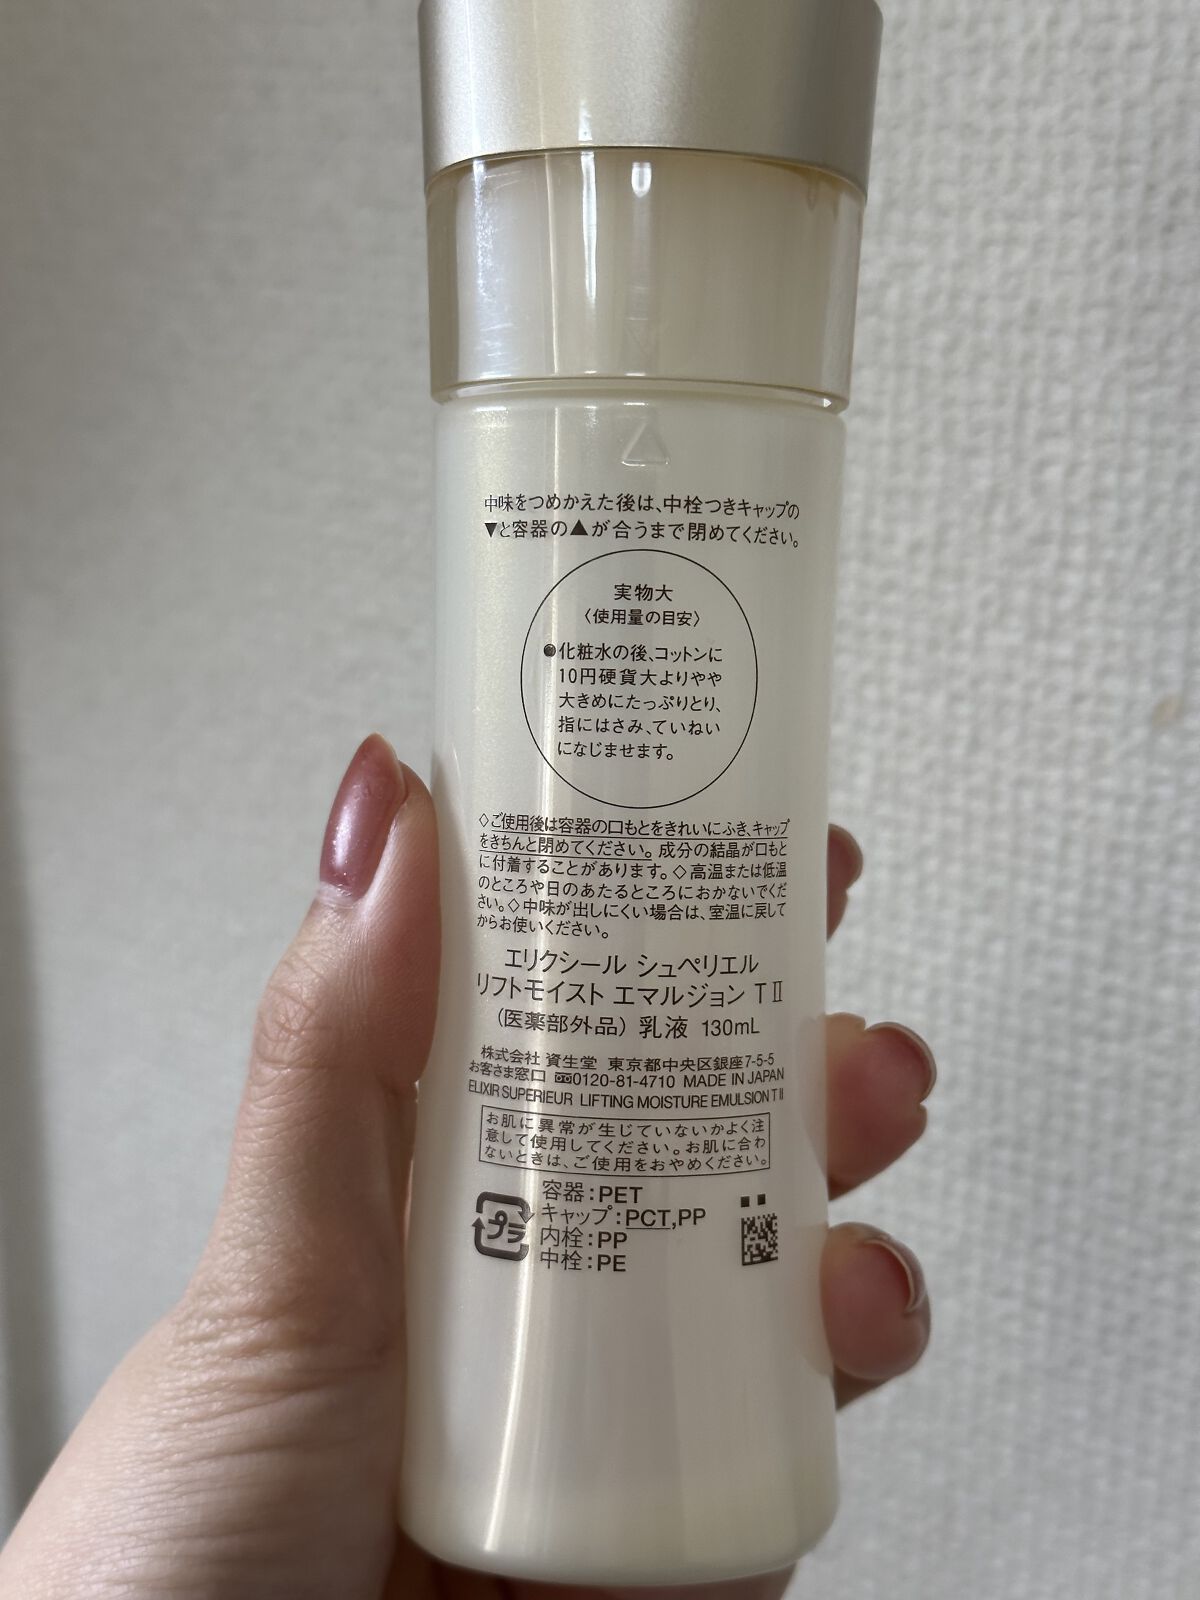 中味をつめかえた後は、中栓つきキャップの
▼と容器の▲が合うまで閉めてください。
実物大
〈使用量の目安〉
●化粧水の後、コットンに
10円硬貨大よりやや
大きめにたっぷりとり、
指にはさみ、ていねい
になじませます。
◇ご使用後は容器の口もとをきれいにふき、キャップ
をきちんと閉めてください。成分の結晶が口もと
に付着することがあります。◇高温または低温
のところや日のあたるところにおかないでくだ
さい。◇中味が出しにくい場合は、室温に戻して
からお使いください。
エリクシール シュペリエル
リフトモイスト エマルジョン T Ⅱ
（医薬部外品）乳液 130mL
株式会社 資生堂 東京都中央区銀座7-5-5
お客さま窓口 0120-81-4710 MADE IN JAPAN
ELIXIR SUPERIEUR LIFTING MOISTURE EMULSION T II
お肌に異常が生じていないかよく注
意して使用してください。お肌に合わ
ないときは、ご使用をおやめください。
プラ
容器：PET
キャップ：PCT,PP
内栓：PP
中栓：PE